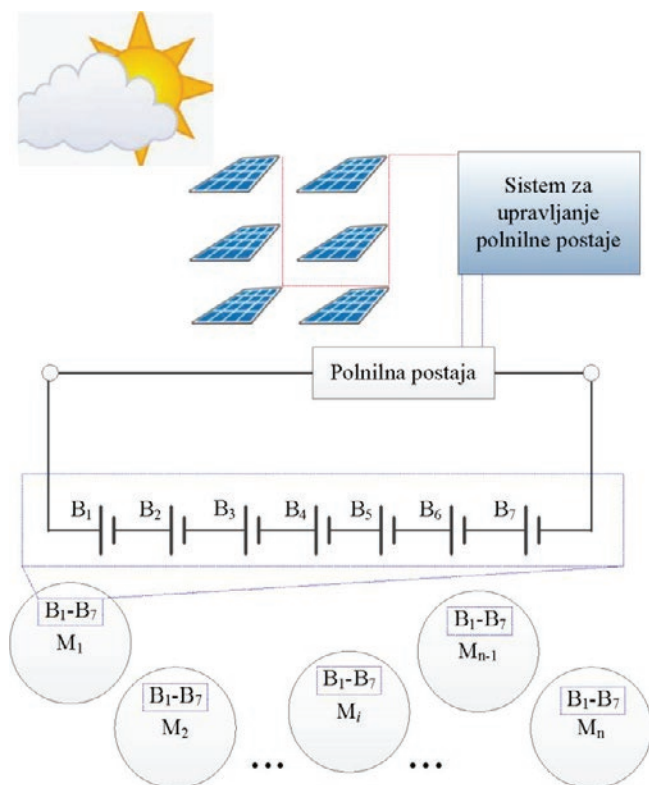 Sistem za
upravljanje
polnilne postaje
Polnilna postaja
B₁ B₂ B₃ B₄ B₅ B₆ B₇
B₁-B₇
M₁
B₁-B₇
M₂
B₁-B₇
Mᵢ
B₁-B₇
Mₙ₋₁
B₁-B₇
Mₙ
... ...